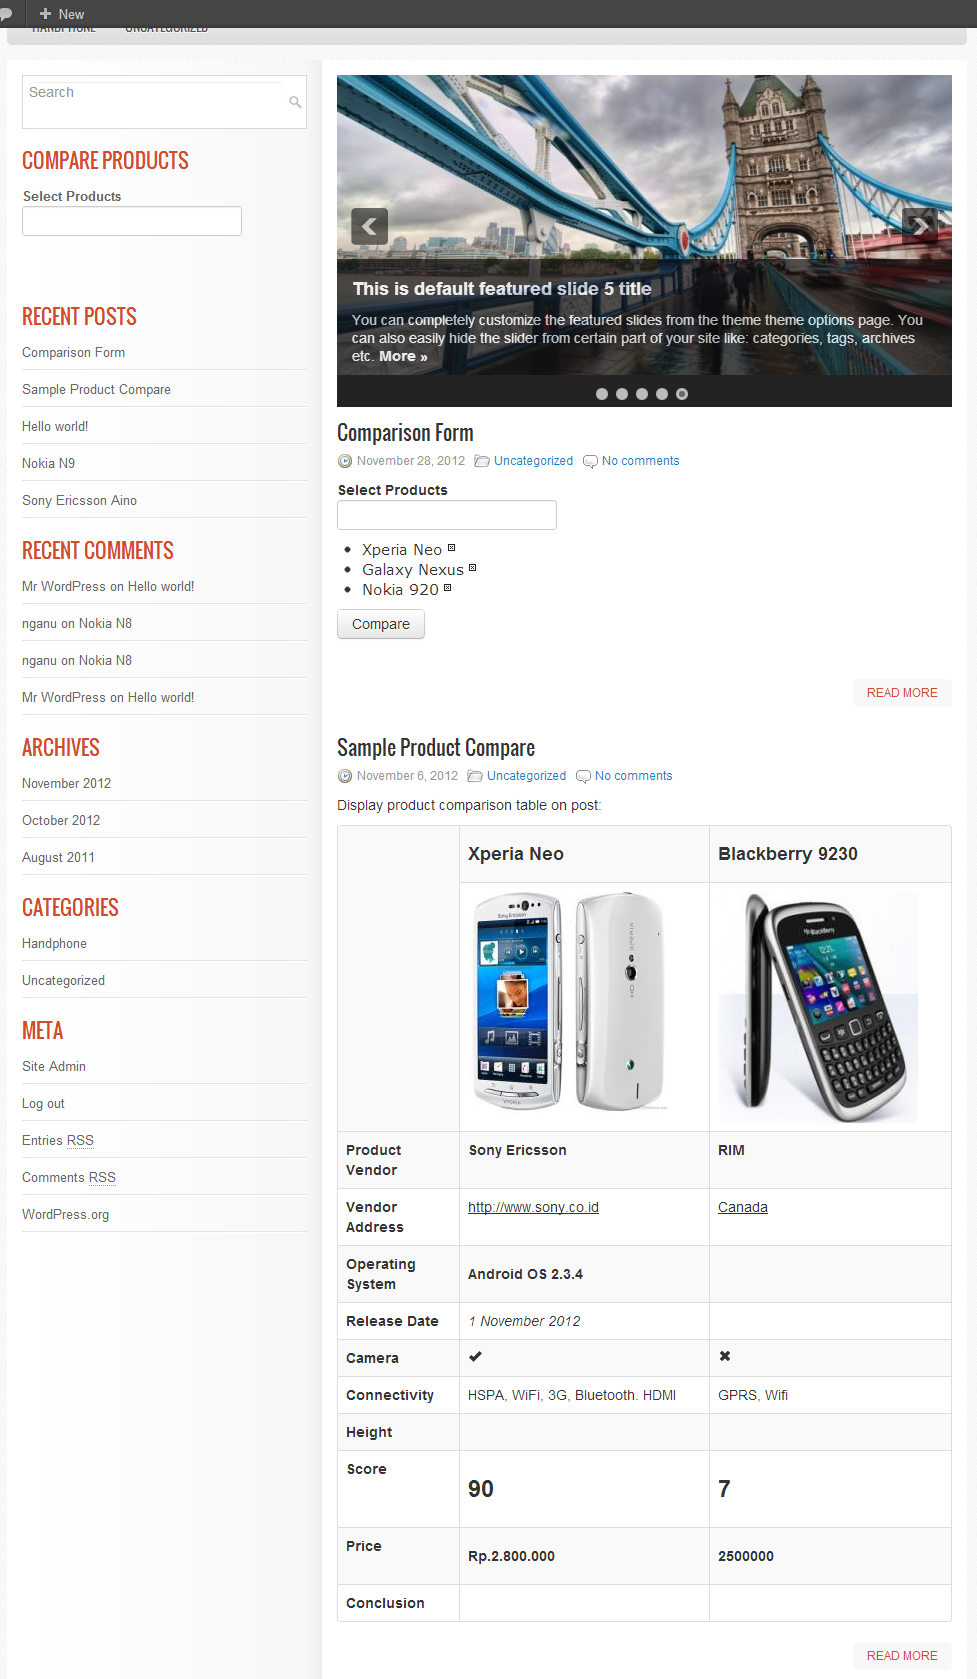 New
HANDPHONE UNCATEGORIZED
Search
COMPARE PRODUCTS
Select Products
RECENT POSTS
Comparison Form
Sample Product Compare
Hello world!
Nokia N9
Sony Ericsson Aino
RECENT COMMENTS
Mr WordPress on Hello world!
nganu on Nokia N8
nganu on Nokia N8
Mr WordPress on Hello world!
ARCHIVES
November 2012
October 2012
August 2011
CATEGORIES
Handphone
Uncategorized
META
Site Admin
Log out
Entries RSS
Comments RSS
WordPress.org
This is default featured slide 5 title
You can completely customize the featured slides from the theme theme options page. You
can also easily hide the slider from certain part of your site like: categories, tags, archives
etc. More »
Comparison Form
November 28, 2012 Uncategorized No comments
Select Products
Xperia Neo
Galaxy Nexus
Nokia 920
Compare
READ MORE
Sample Product Compare
November 6, 2012 Uncategorized No comments
Display product comparison table on post:
Xperia Neo Blackberry 9230
Sony Ericsson
XPERIA
XPERIA
HD
BlackBerry
Product
Vendor
Sony Ericsson RIM
Vendor
Address
http://www.sony.co.id Canada
Operating
System
Android OS 2.3.4
Release Date 1 November 2012
Camera
Connectivity HSPA, WiFi, 3G, Bluetooth. HDMI GPRS, Wifi
Height
Score 90 7
Price Rp.2.800.000 2500000
Conclusion
READ MORE